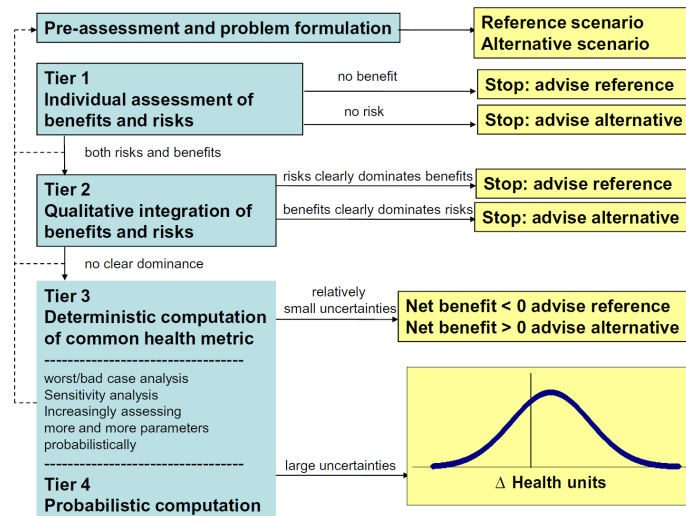 Pre-assessment and problem formulation
Reference scenario
Alternative scenario
Tier 1
Individual assessment of
benefits and risks
no benefit
Stop: advise reference
no risk
Stop: advise alternative
both risks and benefits
Tier 2
Qualitative integration of
benefits and risks
risks clearly dominates benefits
Stop: advise reference
benefits clearly dominates risks
Stop: advise alternative
no clear dominance
Tier 3
Deterministic computation
of common health metric
relatively
small uncertainties
Net benefit < 0 advise reference
Net benefit > 0 advise alternative
--------------------------------
worst/bad case analysis
Sensitivity analysis
Increasingly assessing
more and more parameters
probabilistically
--------------------------------
Tier 4
Probabilistic computation
large uncertainties
Δ Health units